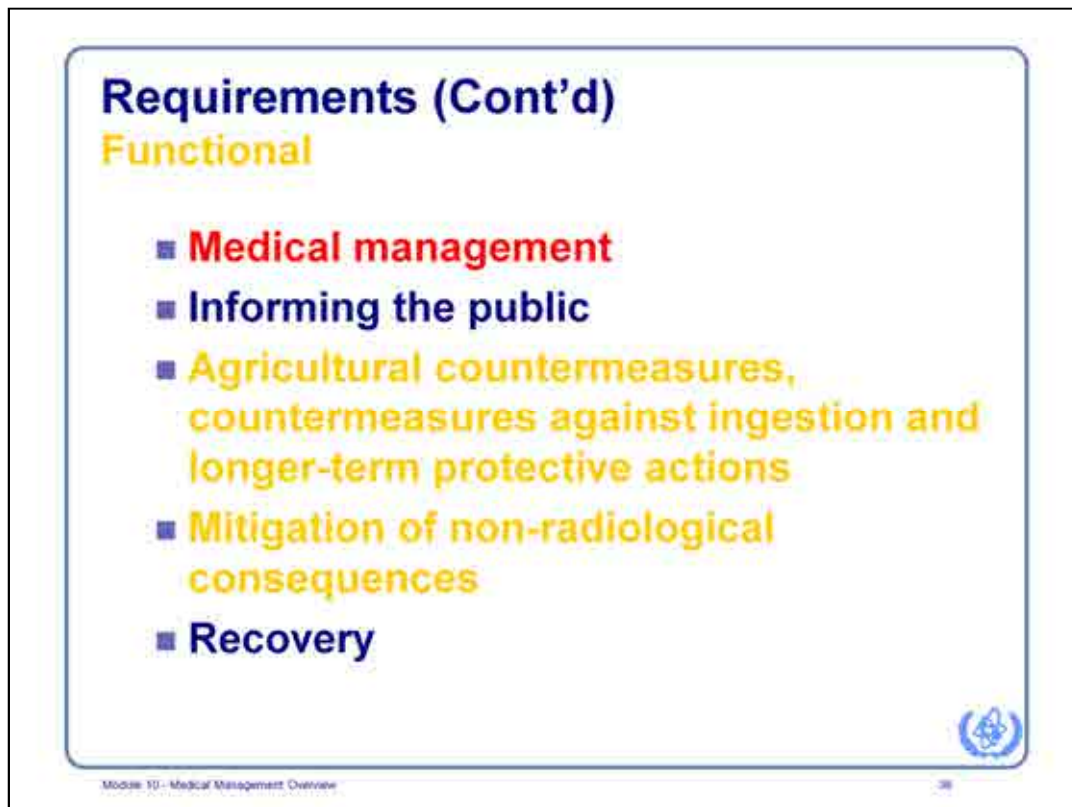 Requirements (Cont’d)
Functional
Medical management
Informing the public
Agricultural countermeasures,
countermeasures against ingestion and
longer-term protective actions
Mitigation of non-radiological
consequences
Recovery
Module 10 - Medical Management Overview